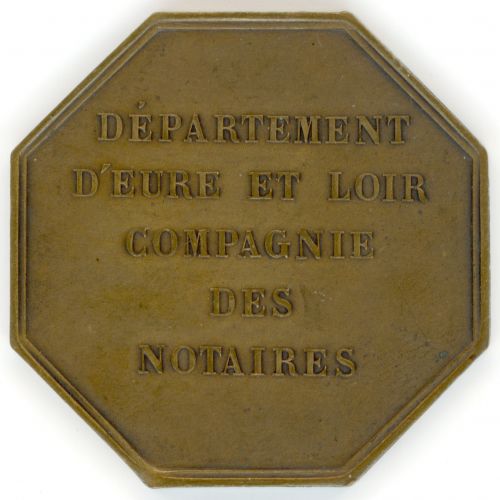 DÉPARTEMENT
D'EURE ET LOIR
COMPAGNIE
DES
NOTAIRES